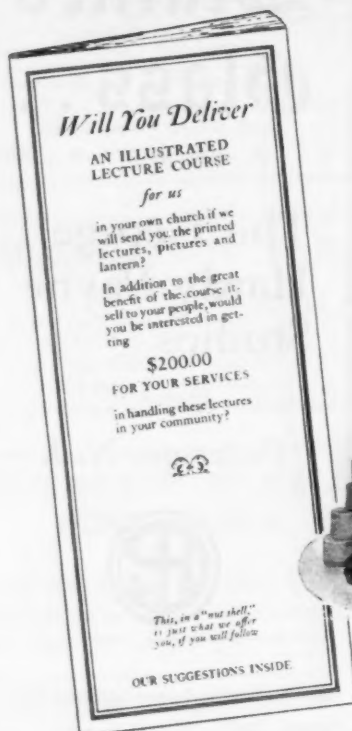 Will You Deliver
AN ILLUSTRATED
LECTURE COURSE
for us
in your own church if we
will send you the printed
lectures, pictures and
lantern?
In addition to the great
benefit of the course it-
self to your people, would
you be interested in get-
ting
$200.00
FOR YOUR SERVICES
in handling these lectures
in your community?
This, in a "nut shell,"
is just what we offer
you, if you will follow
OUR SUGGESTIONS INSIDE